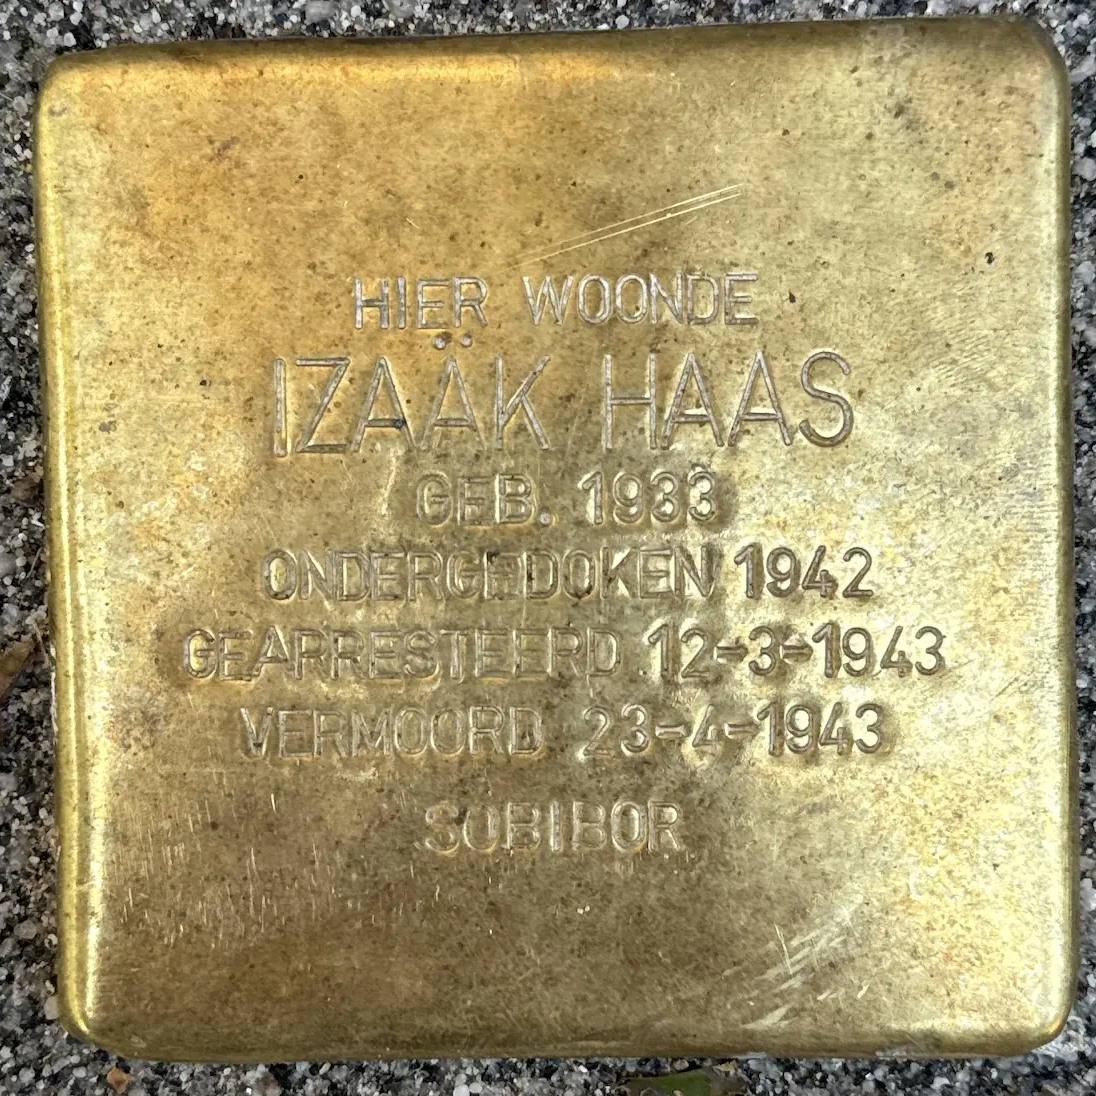 HIER WOONDE
IZAÄK HAAS
GEB. 1933
ONDERGEDOKEN 1942
GEARRESTEERD 12-3-1943
VERMOORD 23-4-1943
SOBIBOR